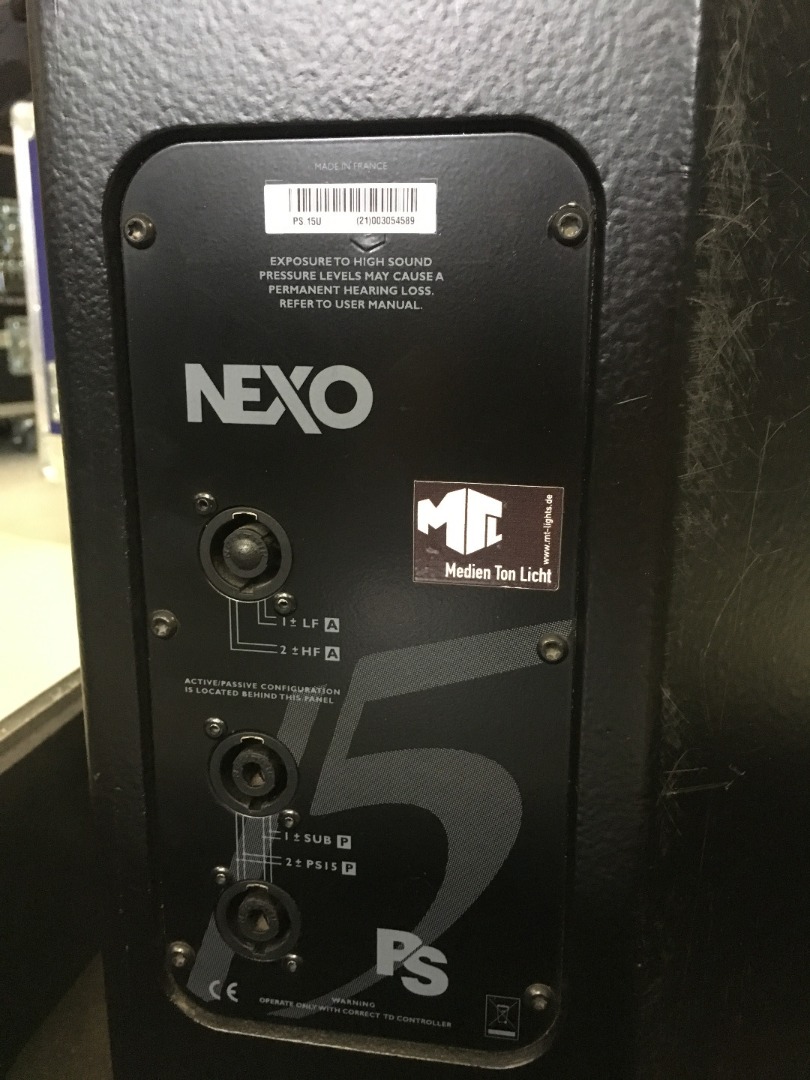 MADE IN FRANCE
PS 15U (21)003054589
EXPOSURE TO HIGH SOUND
PRESSURE LEVELS MAY CAUSE A
PERMANENT HEARING LOSS.
REFER TO USER MANUAL.
NEXO
MTL
www.mt-lights.de
Medien Ton Licht
1 ± LF A
2 ± HF A
ACTIVE/PASSIVE CONFIGURATION
IS LOCATED BEHIND THIS PANEL
15
1 ± SUB P
2 ± PS15 P
PS
CE
WARNING
OPERATE ONLY WITH CORRECT TD CONTROLLER